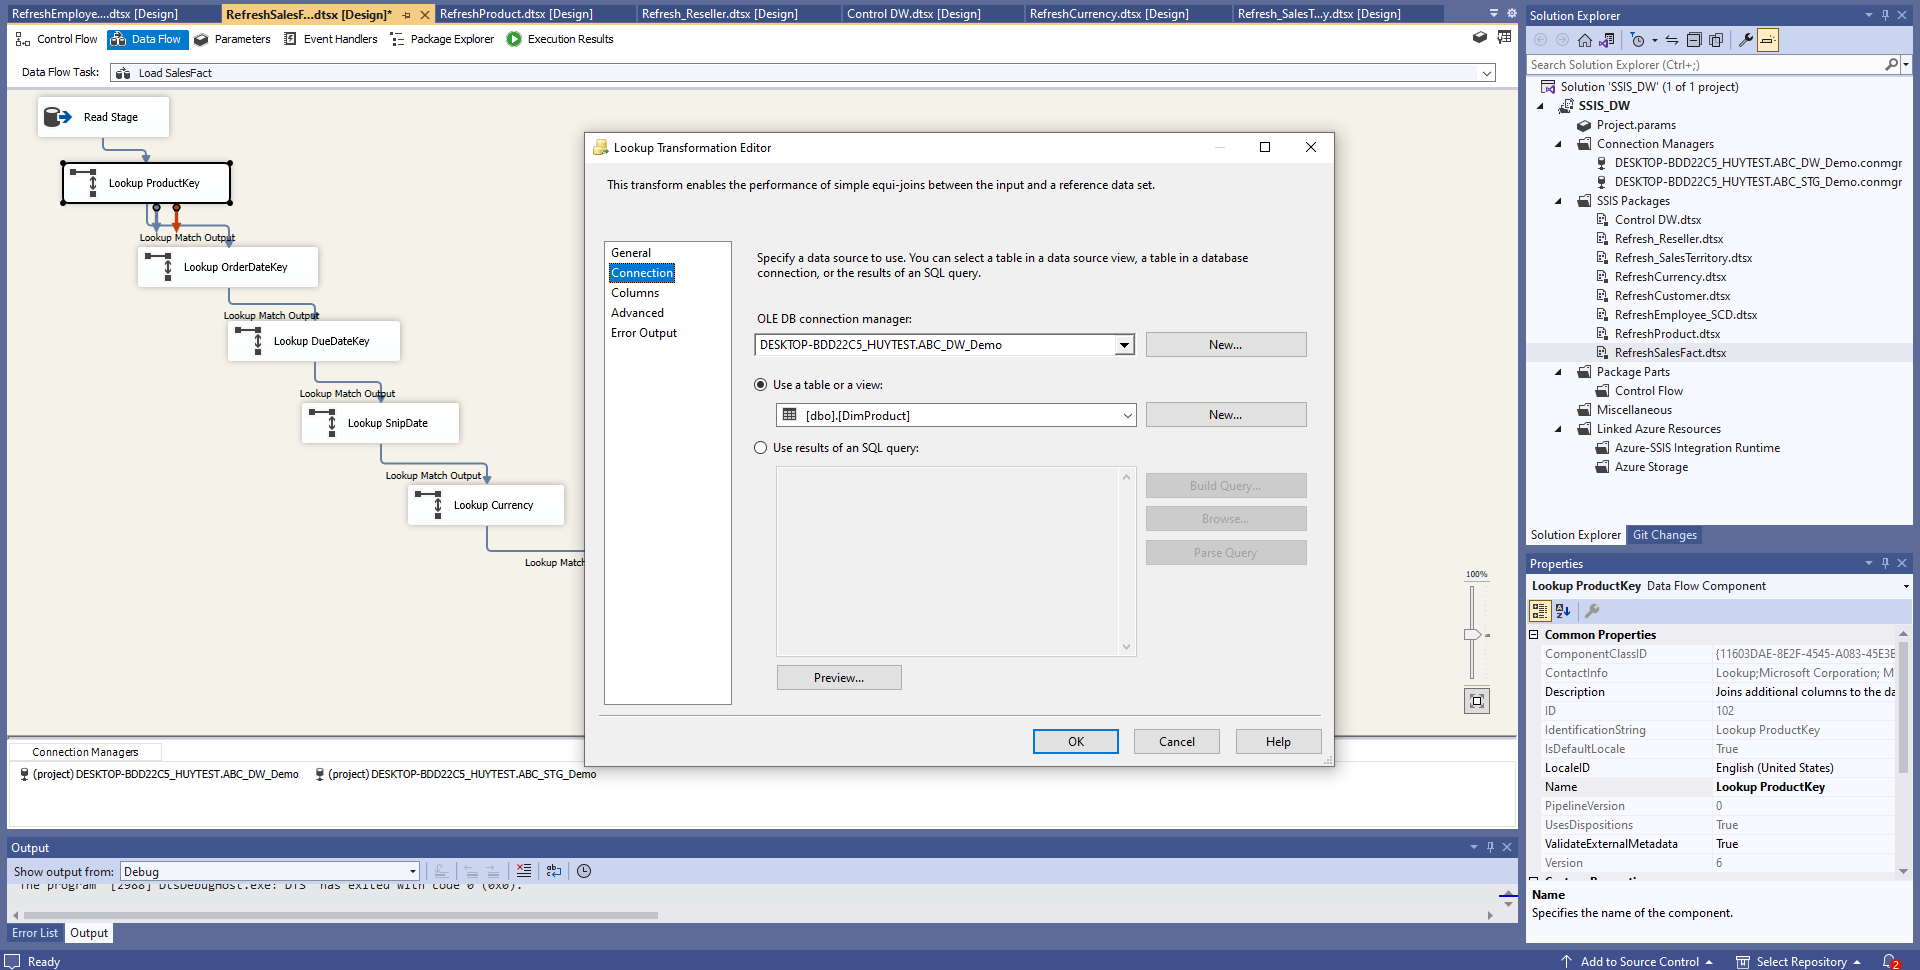 RefreshEmploye....dtsx [Design]
RefreshSalesF...dtsx [Design]*
RefreshProduct.dtsx [Design]
Refresh_Reseller.dtsx [Design]
Control DW.dtsx [Design]
RefreshCurrency.dtsx [Design]
Refresh_SalesT...y.dtsx [Design]
Control Flow
Data Flow
Parameters
Event Handlers
Package Explorer
Execution Results
Data Flow Task:
Load SalesFact
Read Stage
Lookup ProductKey
Lookup Match Output
Lookup OrderDateKey
Lookup Match Output
Lookup DueDateKey
Lookup Match Output
Lookup SnipDate
Lookup Match Output
Lookup Currency
Lookup Match
Lookup Transformation Editor
This transform enables the performance of simple equi-joins between the input and a reference data set.
General
Connection
Columns
Advanced
Error Output
Specify a data source to use. You can select a table in a data source view, a table in a database
connection, or the results of an SQL query.
OLE DB connection manager:
DESKTOP-BDD22C5_HUYTEST.ABC_DW_Demo
New...
Use a table or a view:
[dbo].[DimProduct]
New...
Use results of an SQL query:
Build Query...
Browse...
Parse Query
Preview...
OK
Cancel
Help
100%
Connection Managers
(project) DESKTOP-BDD22C5_HUYTEST.ABC_DW_Demo
(project) DESKTOP-BDD22C5_HUYTEST.ABC_STG_Demo
Output
Show output from:
Debug
The program '[2988] DtsDebugHost.exe: DTS' has exited with code 0 (0x0).
Error List
Output
Ready
Solution Explorer
Search Solution Explorer (Ctrl+;)
Solution 'SSIS_DW' (1 of 1 project)
SSIS_DW
Project.params
Connection Managers
DESKTOP-BDD22C5_HUYTEST.ABC_DW_Demo.conmgr
DESKTOP-BDD22C5_HUYTEST.ABC_STG_Demo.conmgr
SSIS Packages
Control DW.dtsx
Refresh_Reseller.dtsx
Refresh_SalesTerritory.dtsx
RefreshCurrency.dtsx
RefreshCustomer.dtsx
RefreshEmployee_SCD.dtsx
RefreshProduct.dtsx
RefreshSalesFact.dtsx
Package Parts
Control Flow
Miscellaneous
Linked Azure Resources
Azure-SSIS Integration Runtime
Azure Storage
Solution Explorer
Git Changes
Properties
Lookup ProductKey Data Flow Component
Common Properties
ComponentClassID
{11603DAE-8E2F-4545-A083-45E3B
ContactInfo
Lookup;Microsoft Corporation; M
Description
Joins additional columns to the da
ID
102
IdentificationString
Lookup ProductKey
IsDefaultLocale
True
LocaleID
English (United States)
Name
Lookup ProductKey
PipelineVersion
0
UsesDispositions
True
ValidateExternalMetadata
True
Version
6
Name
Specifies the name of the component.
Add to Source Control
Select Repository
2